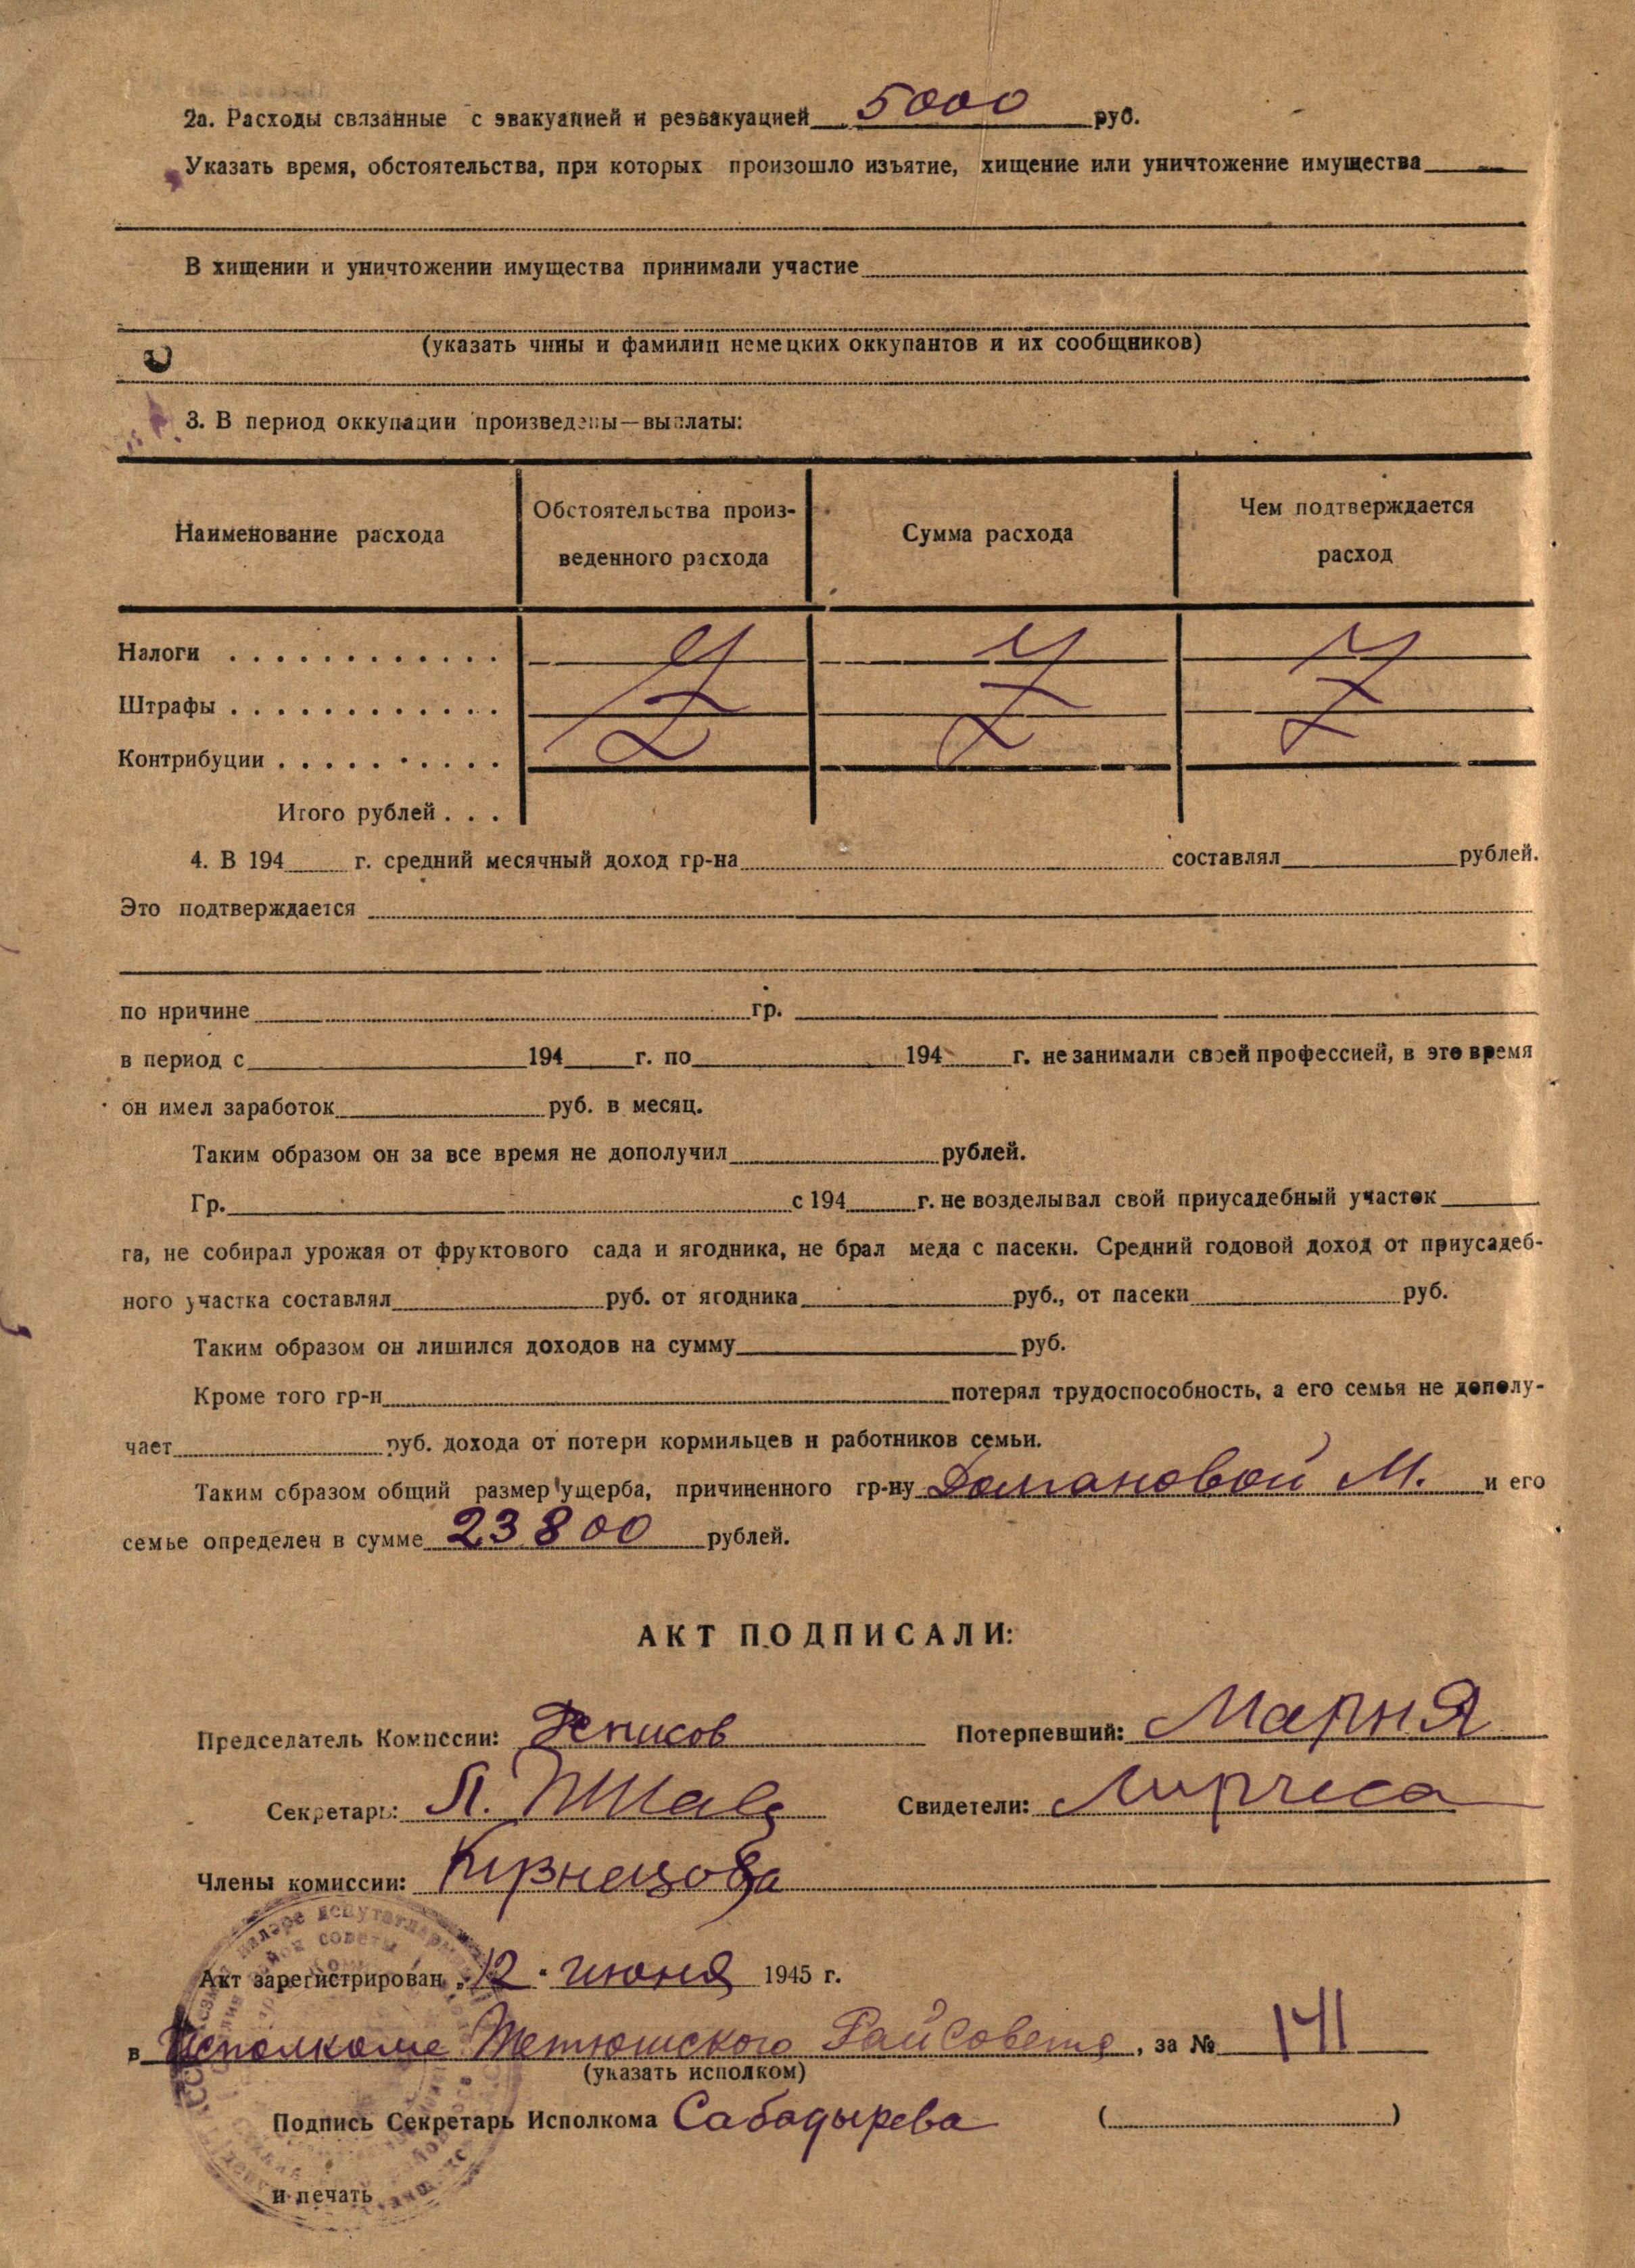 2а. Расходы связанные с эвакуацией и реэвакуацией 5000 руб.
Указать время, обстоятельства, при которых произошло изъятие, хищение или уничтожение имущества
В хищении и уничтожении имущества принимали участие
(указать чины и фамилии немецких оккупантов и их сообщников)
3. В период оккупации произведены—выплаты:
Наименование расхода
Обстоятельства произ-
веденного расхода
Сумма расхода
Чем подтверждается
расход
Налоги
Штрафы
Контрибуции
Итого рублей
4. В 194 г. средний месячный доход гр-на составлял рублей.
Это подтверждается
по нричине гр.
в период с 194 г. по 194 г. не занимали своей профессией, в это время
он имел заработок руб. в месяц.
Таким образом он за все время не дополучил рублей.
Гр. с 194 г. не возделывал свой приусадебный участок
га, не собирал урожая от фруктового сада и ягодника, не брал меда с пасеки. Средний годовой доход от приусадеб-
ного участка составлял руб. от ягодника руб., от пасеки руб.
Таким образом он лишился доходов на сумму руб.
Кроме того гр-н потерял трудоспособность, а его семья не дополу-
чает руб. дохода от потери кормильцев и работников семьи.
Таким образом общий размер ущерба, причиненного гр-ну Домановой М. и его
семье определен в сумме 23800 рублей.
АКТ ПОДПИСАЛИ:
Председатель Комиссии: Потерпевший: Мария
Секретарь: Свидетели:
Члены комиссии: Кузнецова
Акт зарегистрирован „12" июня 1945 г.
в Исполкоме Тетюшского РайСовета, за № 141
(указать исполком)
Подпись Секретарь Исполкома ( )
и печать